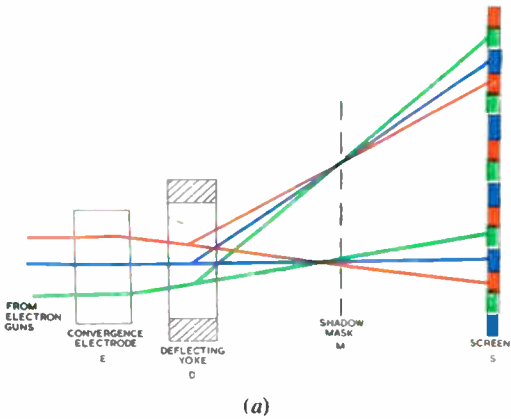 FROM
ELECTRON
GUNS
CONVERGENCE
ELECTRODE
E
DEFLECTING
YOKE
D
SHADOW
MASK
M
SCREEN
S
(a)